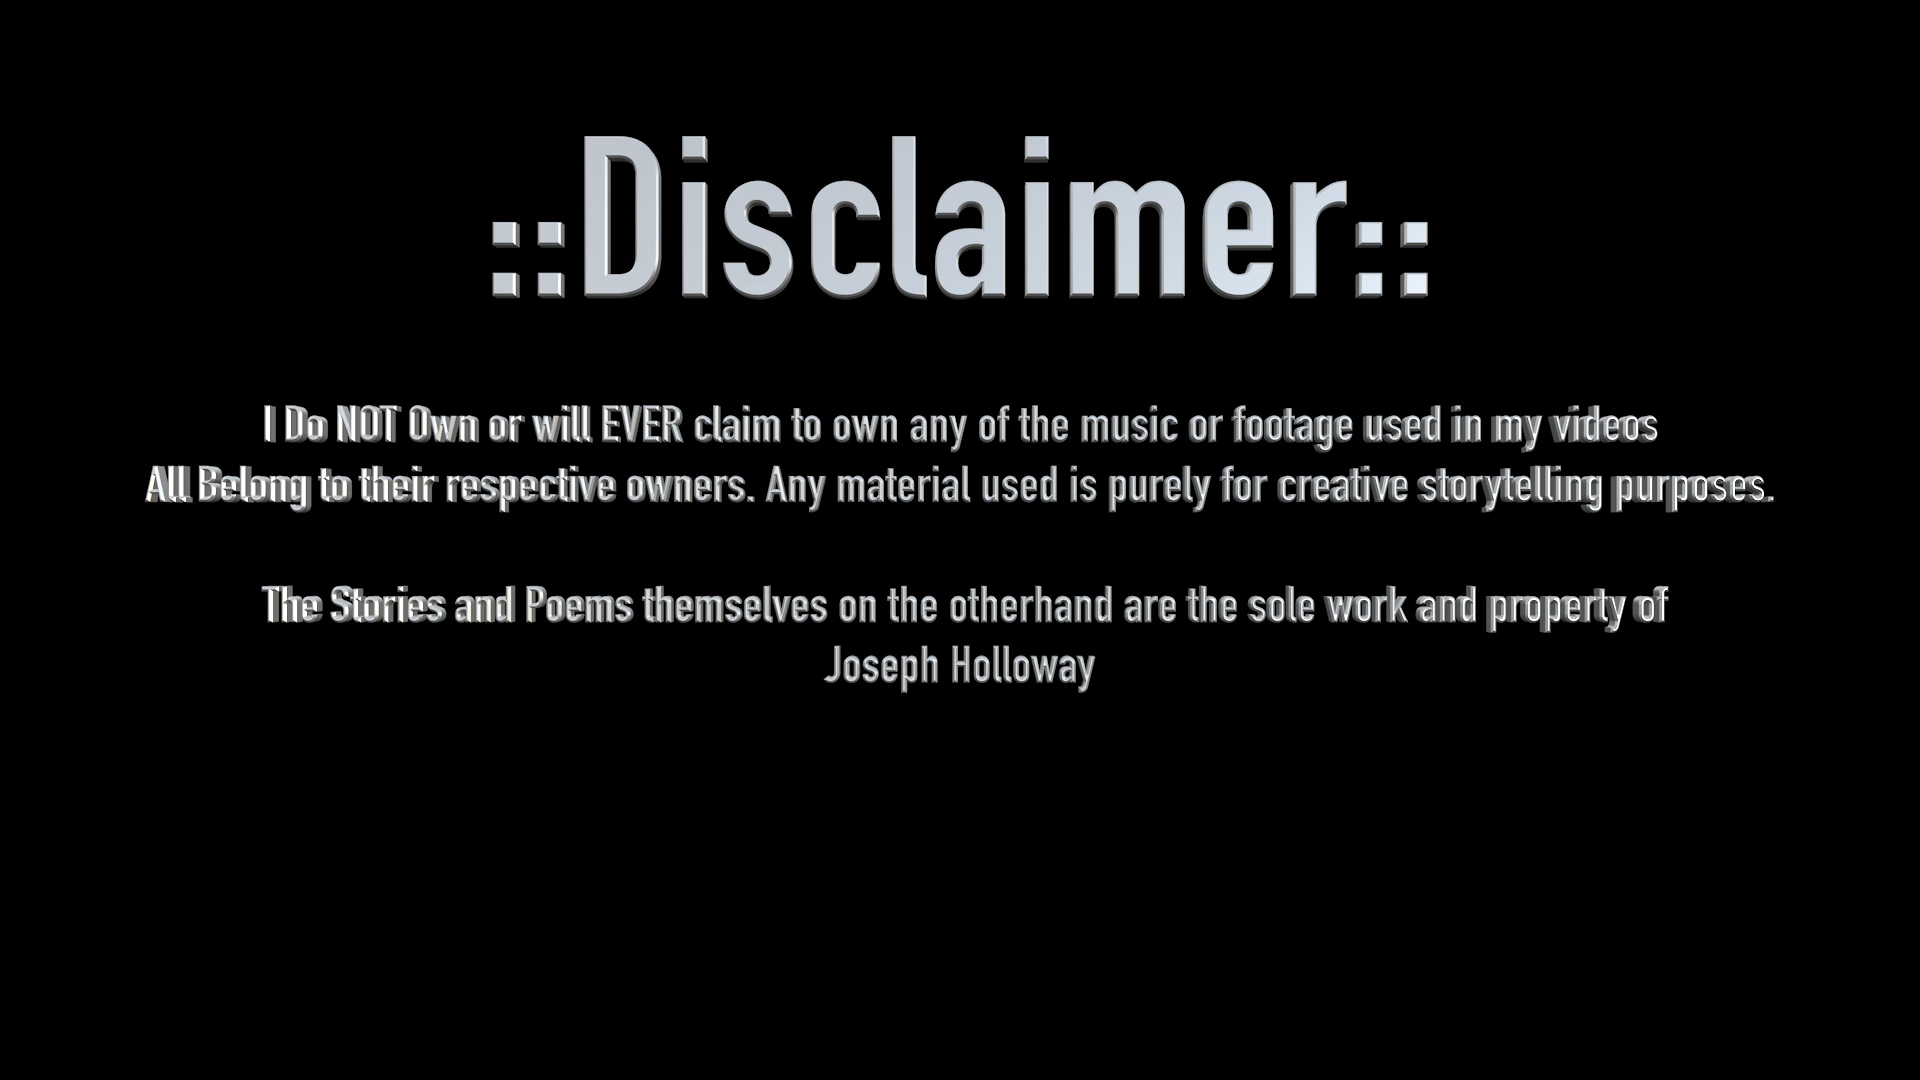 ::Disclaimer::
I Do NOT Own or will EVER claim to own any of the music or footage used in my videos
All Belong to their respective owners. Any material used is purely for creative storytelling purposes.
The Stories and Poems themselves on the otherhand are the sole work and property of
Joseph Holloway